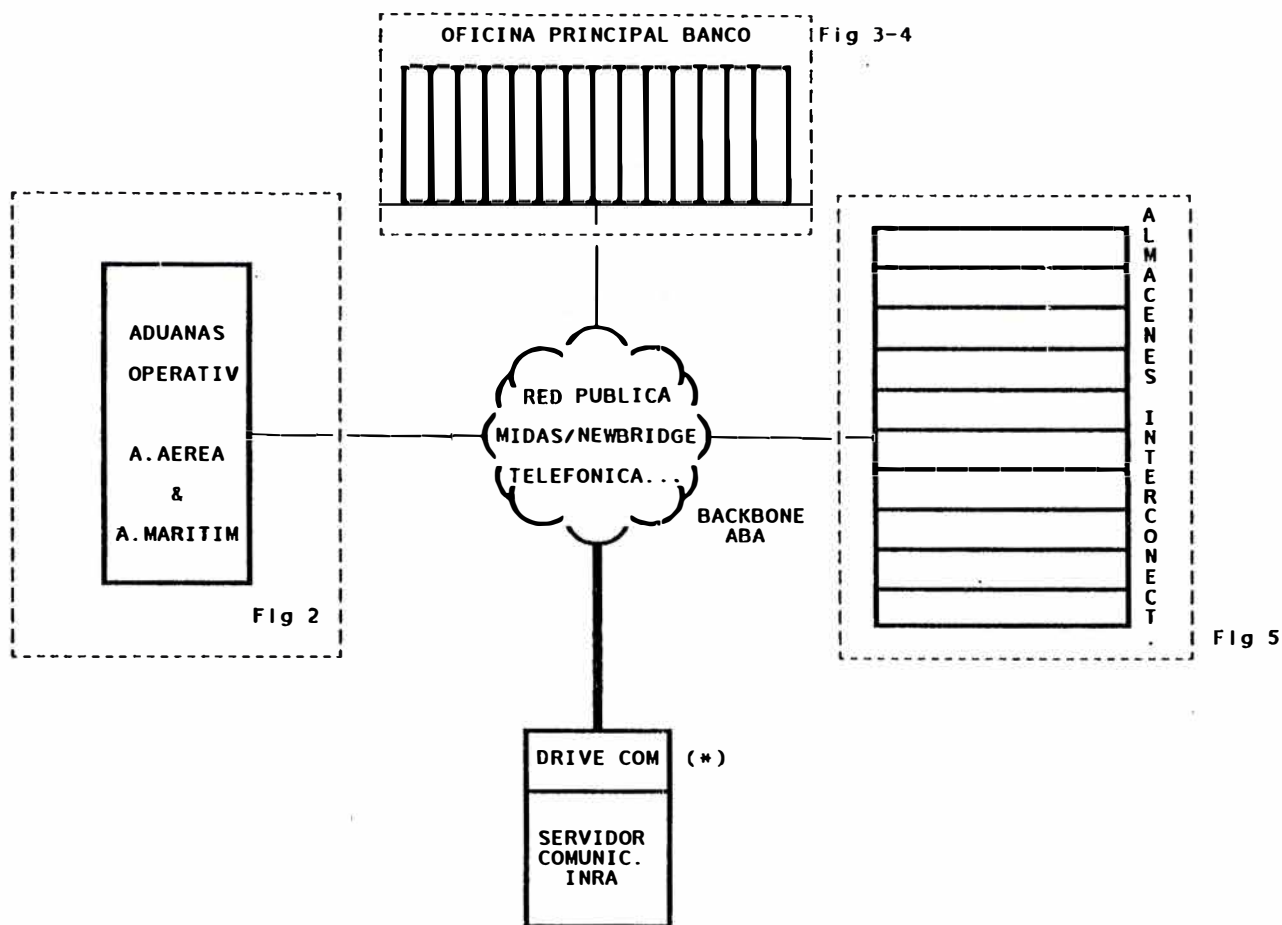 OFICINA PRINCIPAL BANCO
Fig 3-4
ADUANAS
OPERATIV
A.AEREA
&
A.MARITIM
Fig 2
RED PUBLICA
MIDAS/NEWBRIDGE
TELEFONICA...
BACKBONE
ABA
ALMACENES INTERCONECT.
Fig 5
DRIVE COM (*)
SERVIDOR
COMUNIC.
INRA